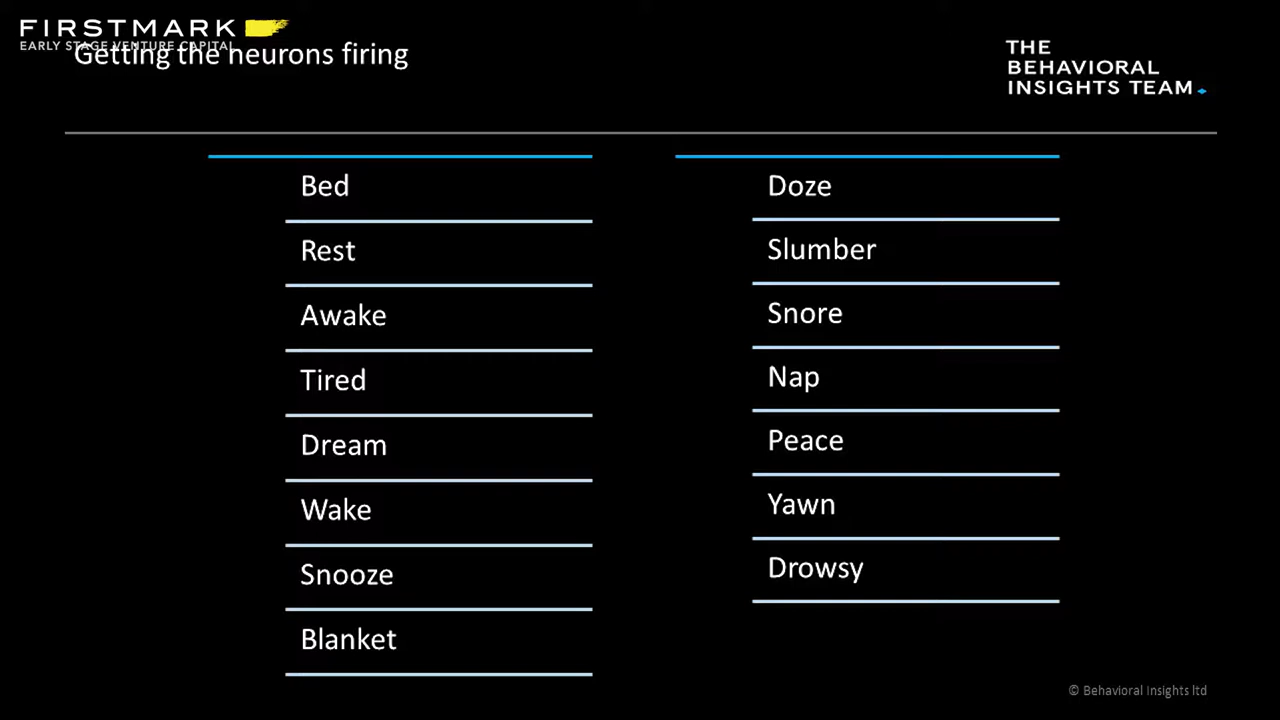 FIRSTMARK
EARLY STAGE VENTURE CAPITAL
Getting the neurons firing
THE
BEHAVIORAL
INSIGHTS TEAM
Bed
Rest
Awake
Tired
Dream
Wake
Snooze
Blanket
Doze
Slumber
Snore
Nap
Peace
Yawn
Drowsy
© Behavioral Insights ltd